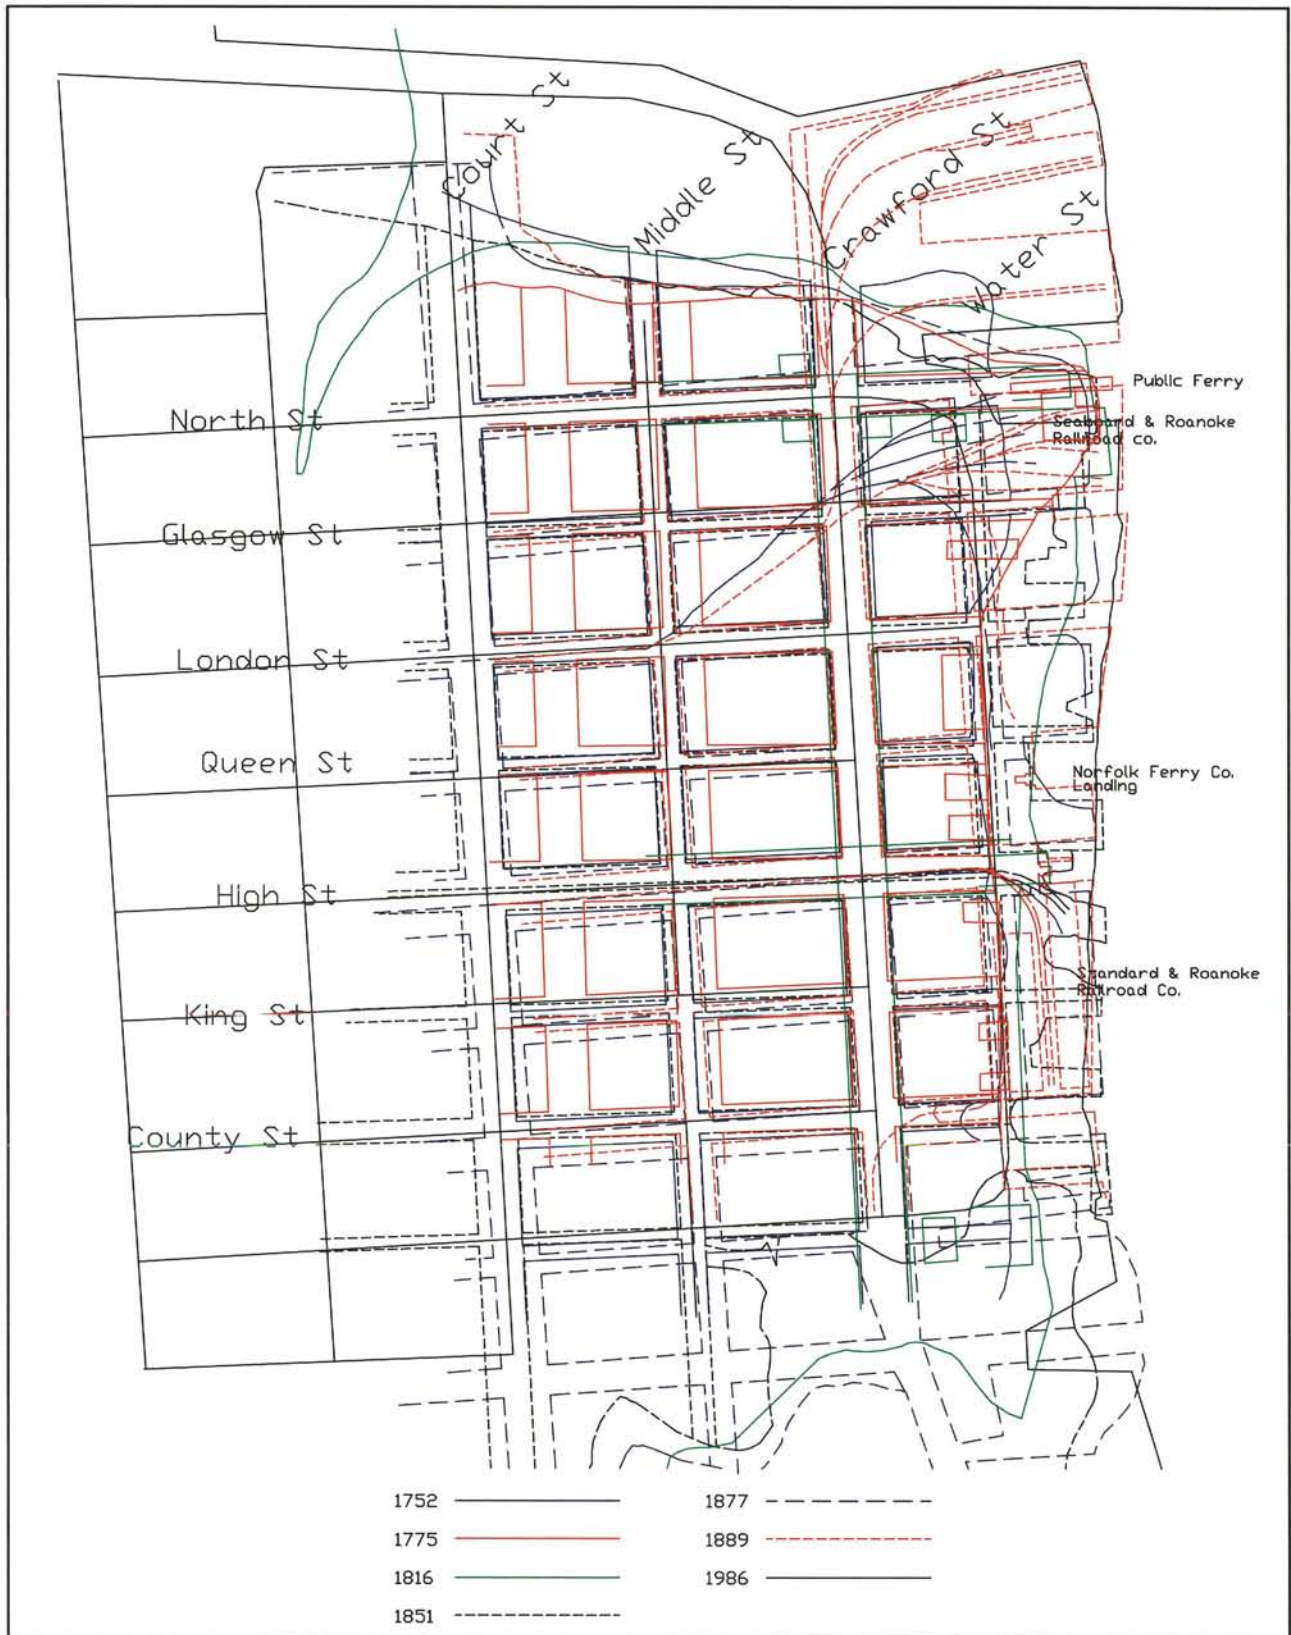 Court St
Middle St
Crawford St
Water St
Public Ferry
North St
Seaboard & Roanoke
Railroad co.
Glasgow St
London St
Queen St
Norfolk Ferry Co.
Landing
High St
Standard & Roanoke
Railroad Co.
King St
County St
1752
1877
1775
1889
1816
1986
1851